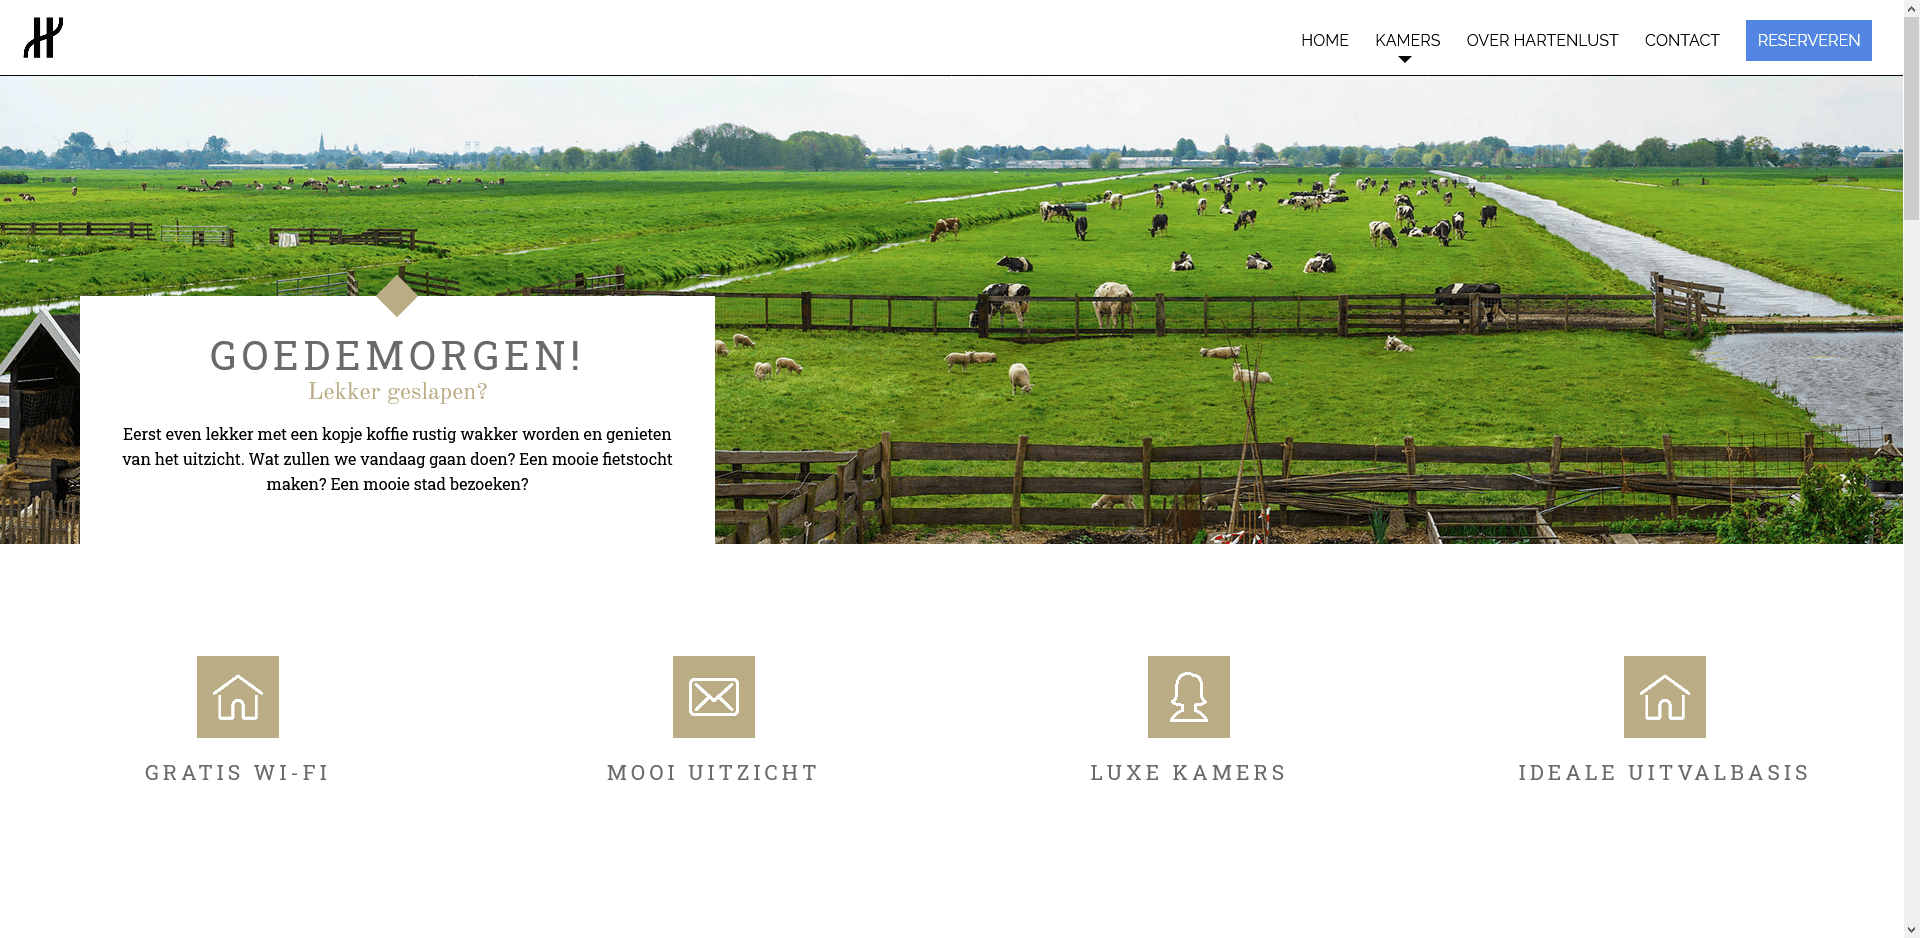 HOME
KAMERS
OVER HARTENLUST
CONTACT
RESERVEREN
GOEDEMORGEN!
Lekker geslapen?
Eerst even lekker met een kopje koffie rustig wakker worden en genieten
van het uitzicht. Wat zullen we vandaag gaan doen? Een mooie fietstocht
maken? Een mooie stad bezoeken?
GRATIS WI-FI
MOOI UITZICHT
LUXE KAMERS
IDEALE UITVALBASIS